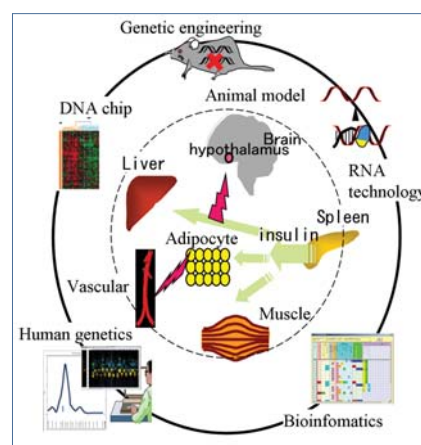 Genetic engineering
DNA chip
Animal model
Brain
hypothalamus
Liver
RNA
technology
Spleen
insulin
Adipocyte
Vascular
Muscle
Human genetics
Bioinfomatics